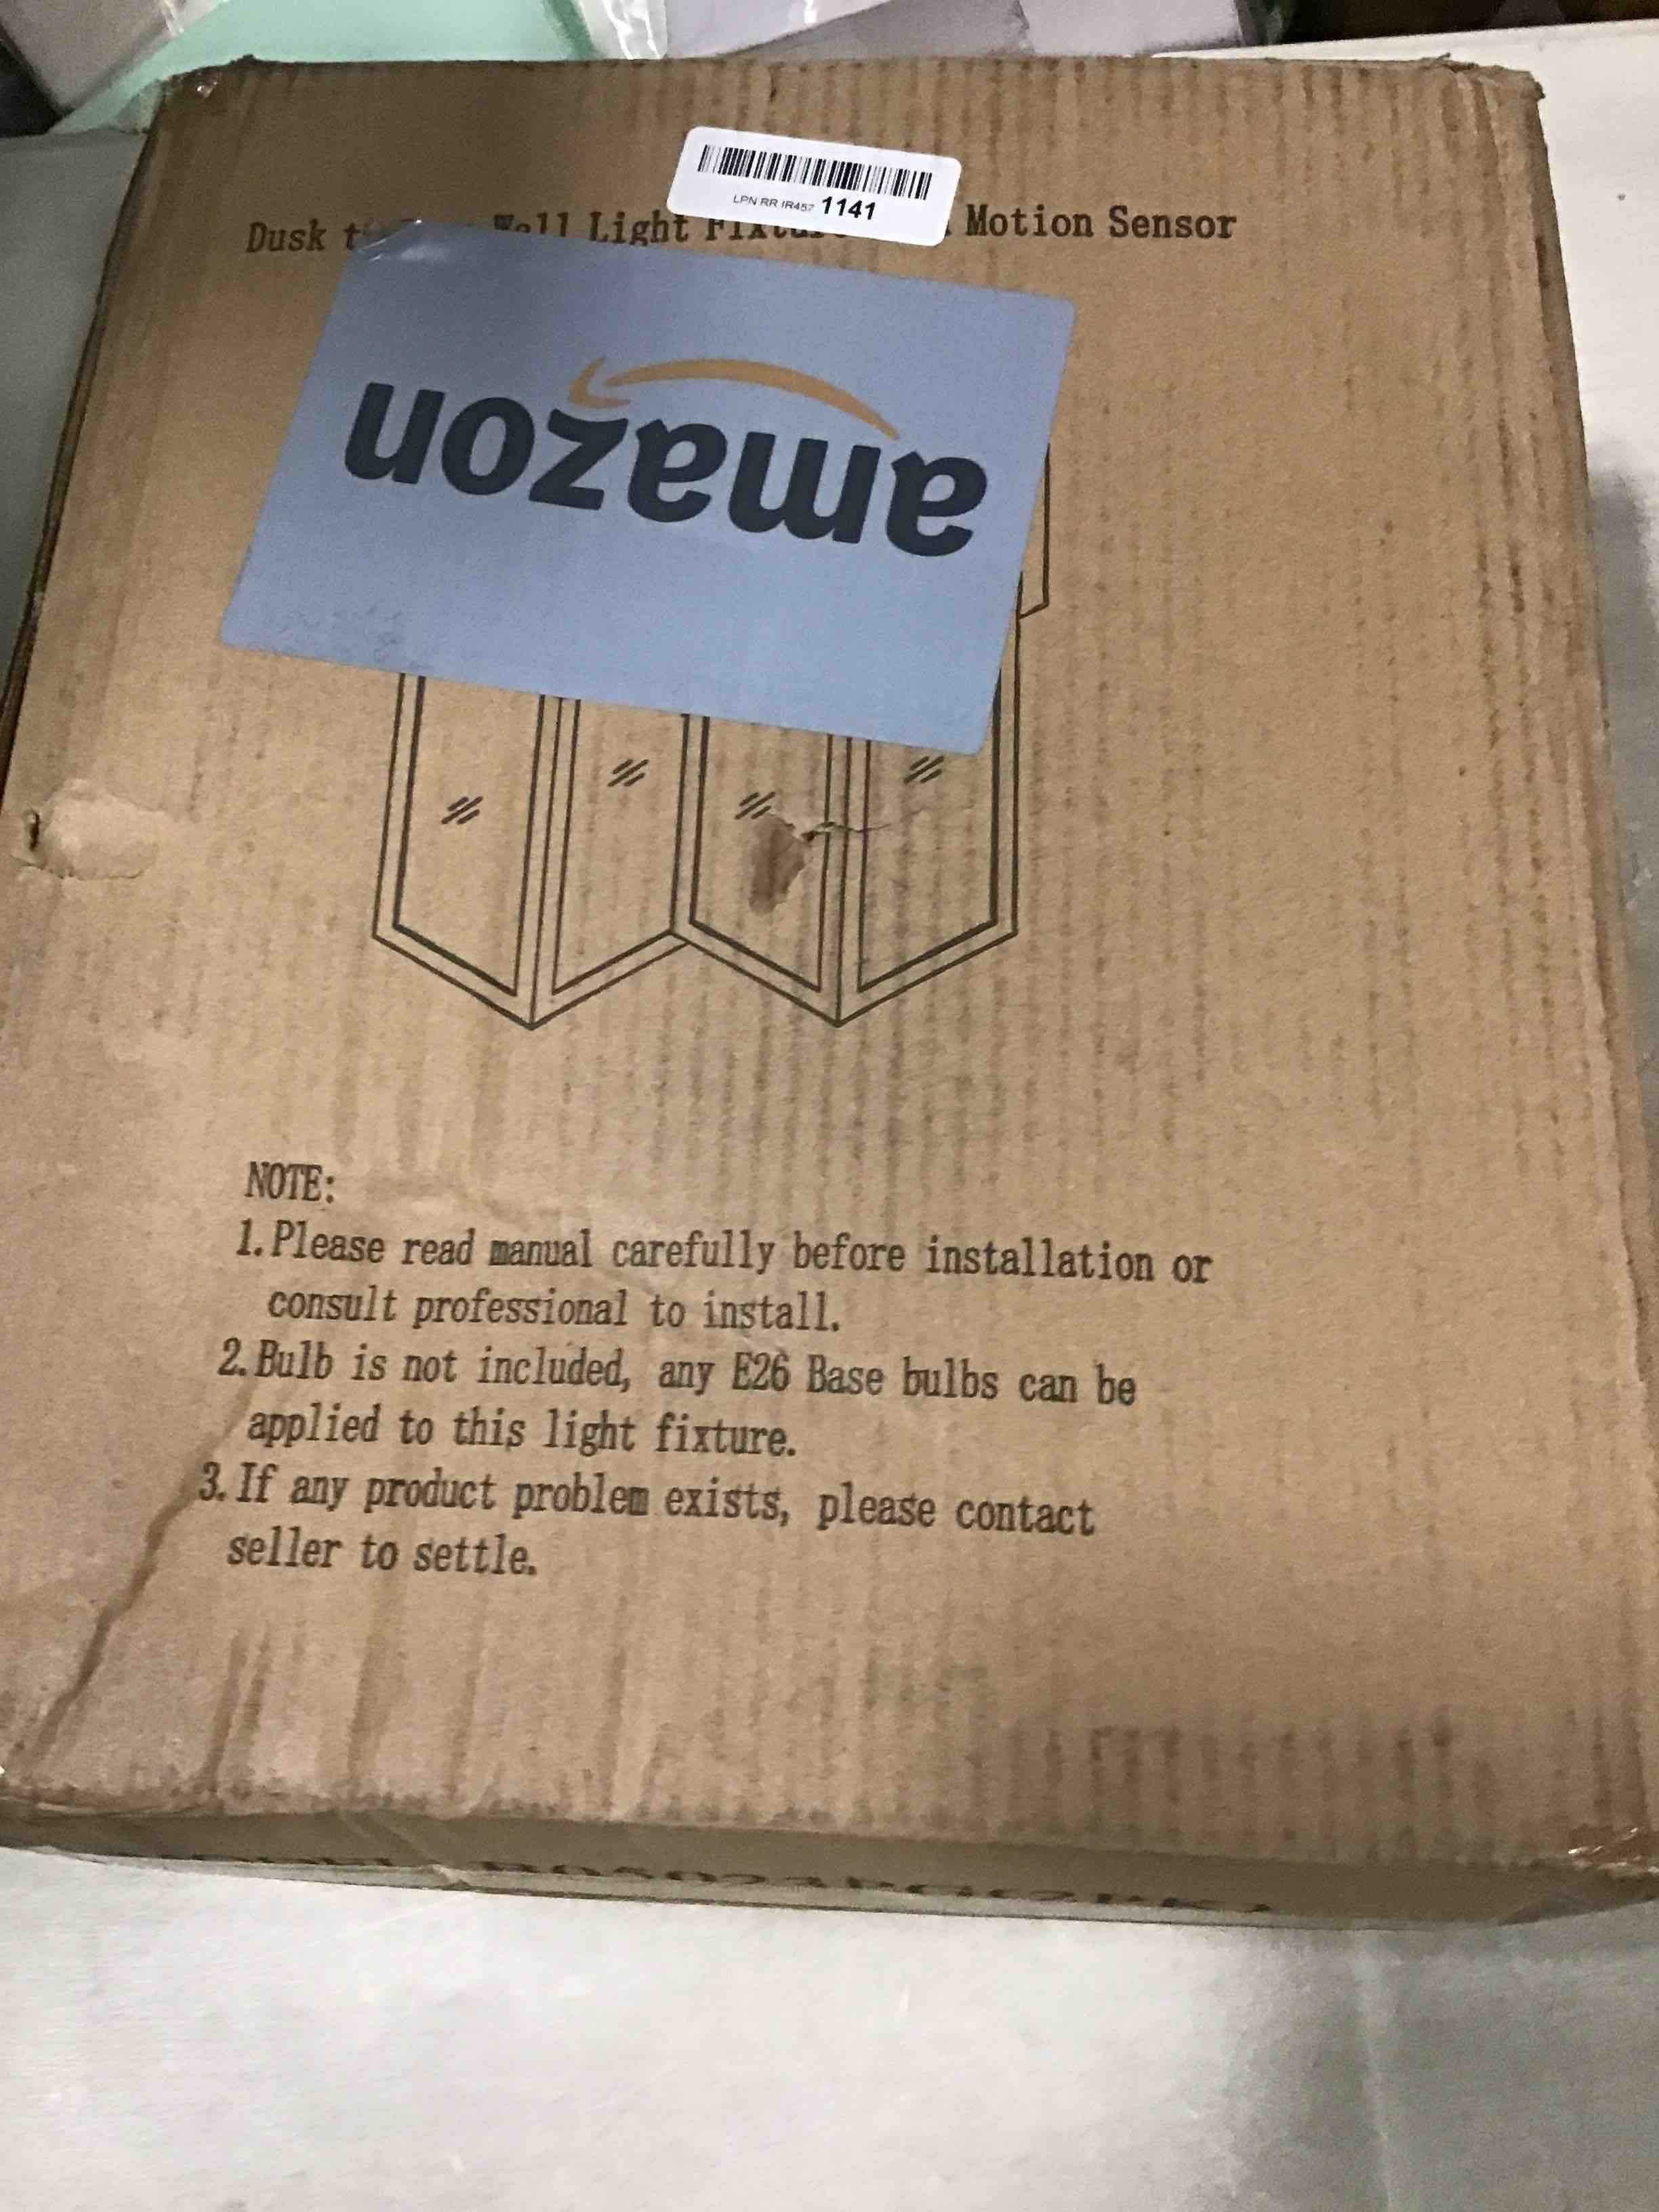 LPN RR IR457 1141
Dusk Wall Light Motion Sensor
amazon
NOTE:
1.Please read manual carefully before installation or
consult professional to install.
2.Bulb is not included, any E26 Base bulbs can be
applied to this light fixture.
3.If any product problem exists, please contact
seller to settle.